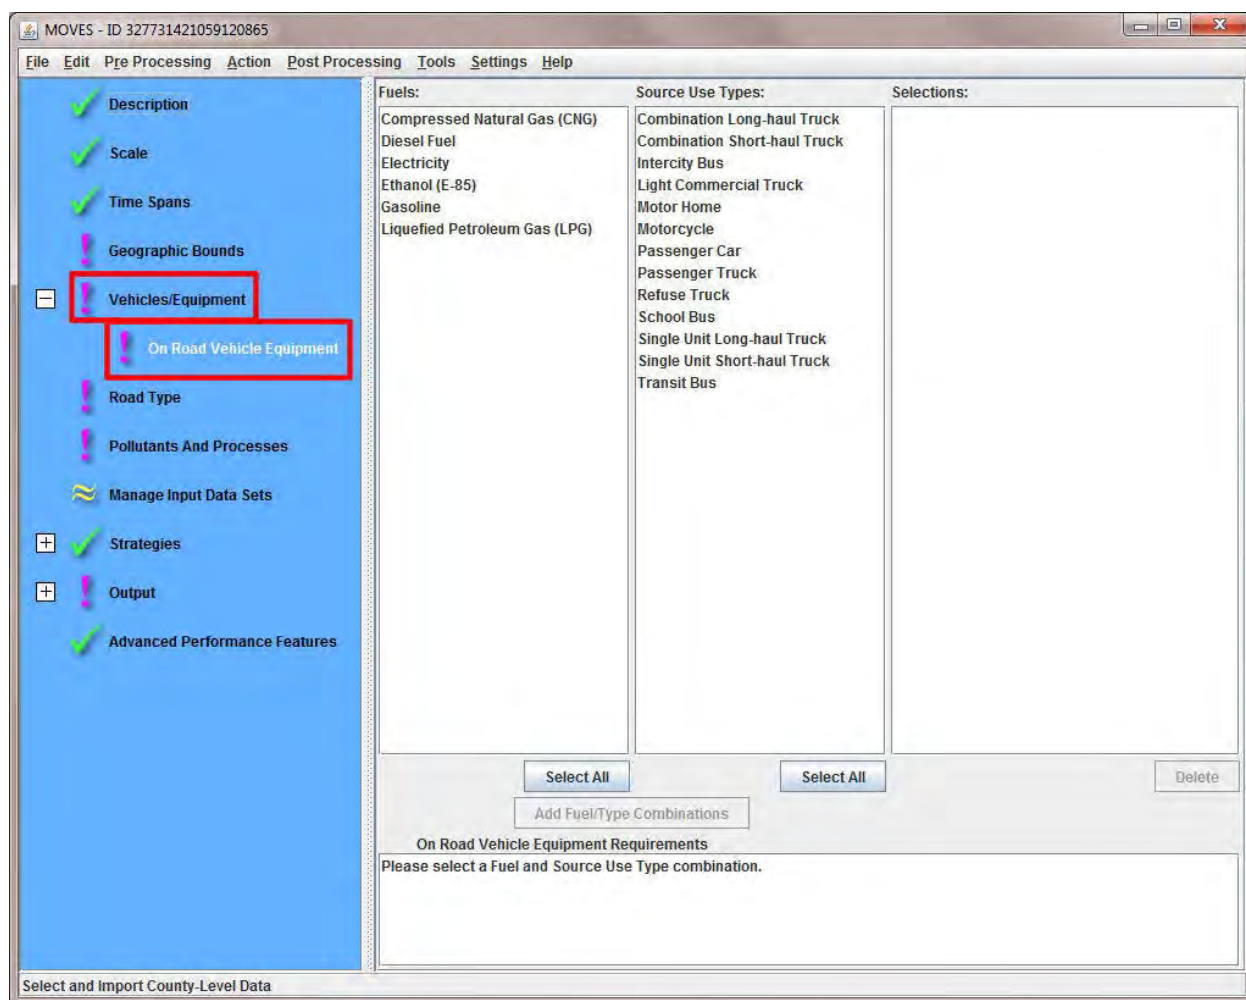 MOVES - ID 327731421059120865
File Edit Pre Processing Action Post Processing Tools Settings Help
Description
Scale
Time Spans
Geographic Bounds
Vehicles/Equipment
On Road Vehicle Equipment
Road Type
Pollutants And Processes
Manage Input Data Sets
Strategies
Output
Advanced Performance Features
Fuels:
Compressed Natural Gas (CNG)
Diesel Fuel
Electricity
Ethanol (E-85)
Gasoline
Liquefied Petroleum Gas (LPG)
Source Use Types:
Combination Long-haul Truck
Combination Short-haul Truck
Intercity Bus
Light Commercial Truck
Motor Home
Motorcycle
Passenger Car
Passenger Truck
Refuse Truck
School Bus
Single Unit Long-haul Truck
Single Unit Short-haul Truck
Transit Bus
Selections:
Select All
Select All
Delete
Add Fuel/Type Combinations
On Road Vehicle Equipment Requirements
Please select a Fuel and Source Use Type combination.
Select and Import County-Level Data